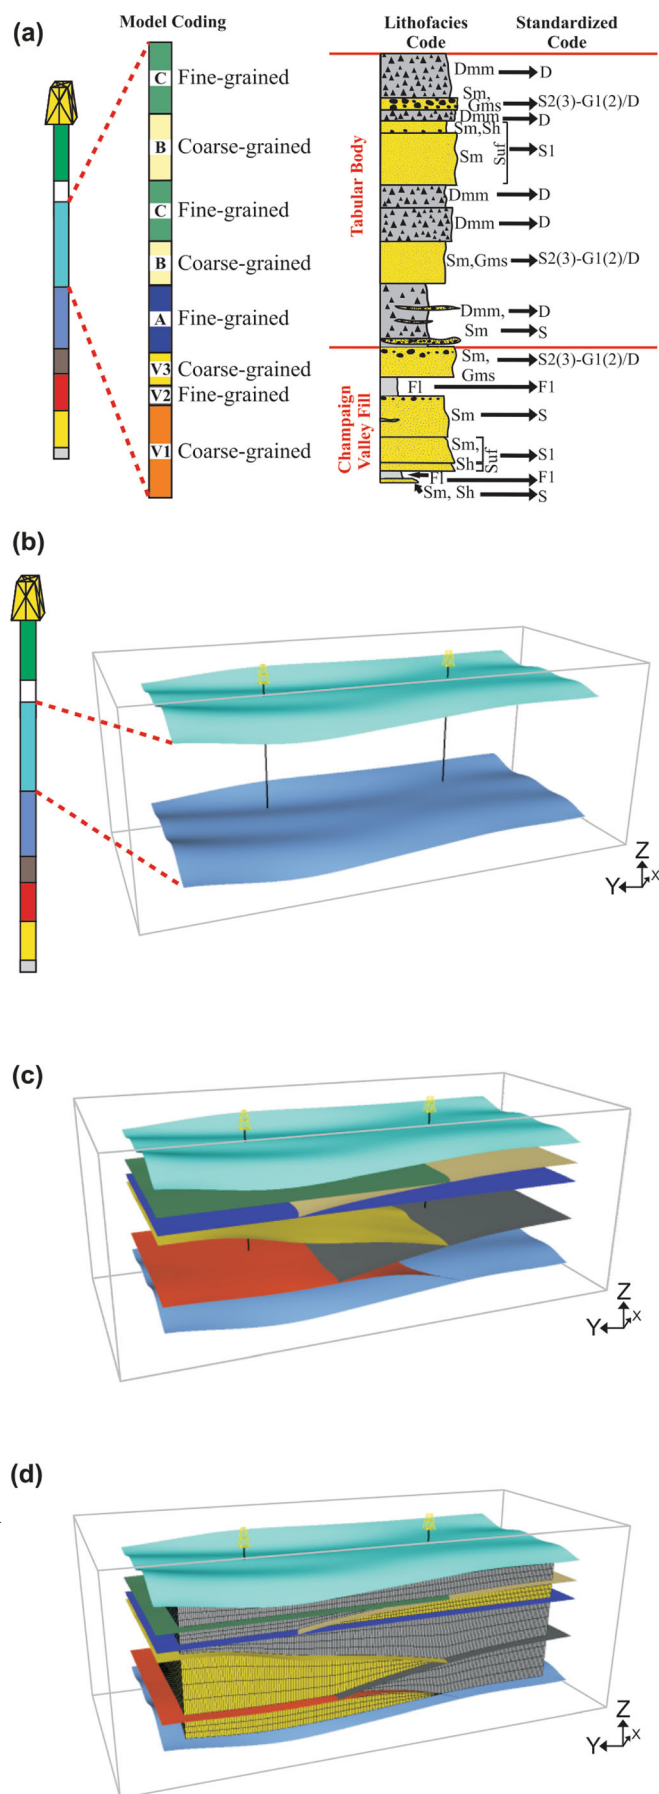 (a)
Model Coding
C Fine-grained
B Coarse-grained
C Fine-grained
B Coarse-grained
A Fine-grained
V3 Coarse-grained
V2 Fine-grained
V1 Coarse-grained
Lithofacies
Code
Standardized
Code
Tabular Body
Champaign
Valley Fill
Dmm D
Sm,
Gms S2(3)-G1(2)/D
Dmm D
Sm,Sh
Suf
Sm S1
Dmm D
Dmm D
Sm,Gms S2(3)-G1(2)/D
Dmm, D
Sm S
Sm,
Gms S2(3)-G1(2)/D
Fl F1
Sm S
Sm,
Suf
Sh S1
Fl F1
Sm, Sh S
(b)
Z
Y X
(c)
Z
Y X
(d)
Z
Y X